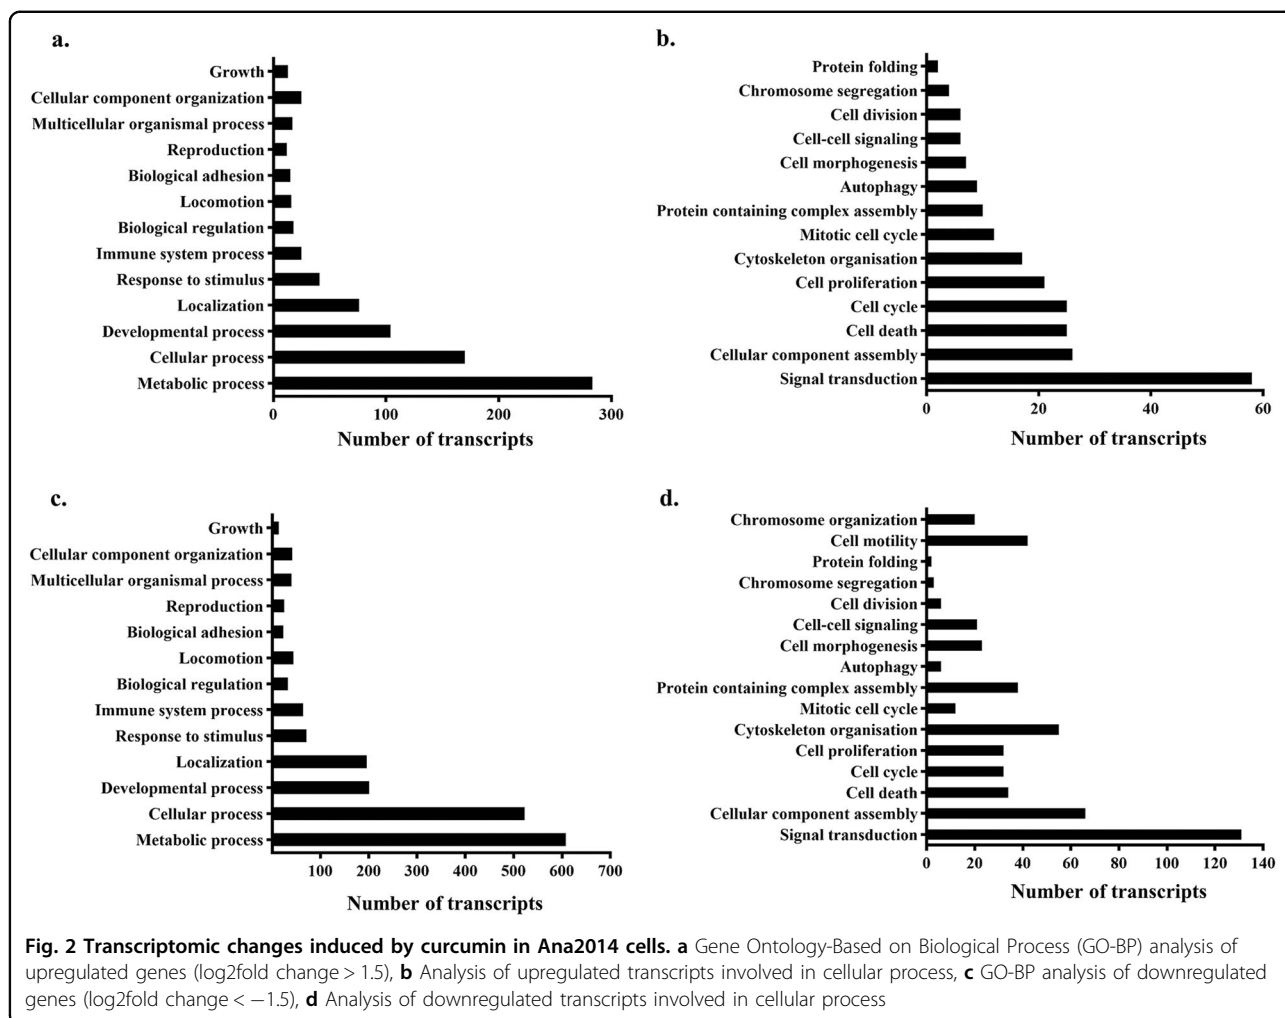 a.
Growth
Cellular component organization
Multicellular organismal process
Reproduction
Biological adhesion
Locomotion
Biological regulation
Immune system process
Response to stimulus
Localization
Developmental process
Cellular process
Metabolic process
0 100 200 300
Number of transcripts
b.
Protein folding
Chromosome segregation
Cell division
Cell-cell signaling
Cell morphogenesis
Autophagy
Protein containing complex assembly
Mitotic cell cycle
Cytoskeleton organisation
Cell proliferation
Cell cycle
Cell death
Cellular component assembly
Signal transduction
0 20 40 60
Number of transcripts
c.
Growth
Cellular component organization
Multicellular organismal process
Reproduction
Biological adhesion
Locomotion
Biological regulation
Immune system process
Response to stimulus
Localization
Developmental process
Cellular process
Metabolic process
100 200 300 400 500 600 700
Number of transcripts
d.
Chromosome organization
Cell motility
Protein folding
Chromosome segregation
Cell division
Cell-cell signaling
Cell morphogenesis
Autophagy
Protein containing complex assembly
Mitotic cell cycle
Cytoskeleton organisation
Cell proliferation
Cell cycle
Cell death
Cellular component assembly
Signal transduction
0 20 40 60 80 100 120 140
Number of transcripts
Fig. 2 Transcriptomic changes induced by curcumin in Ana2014 cells. a Gene Ontology-Based on Biological Process (GO-BP) analysis of
upregulated genes (log2fold change > 1.5), b Analysis of upregulated transcripts involved in cellular process, c GO-BP analysis of downregulated
genes (log2fold change < −1.5), d Analysis of downregulated transcripts involved in cellular process